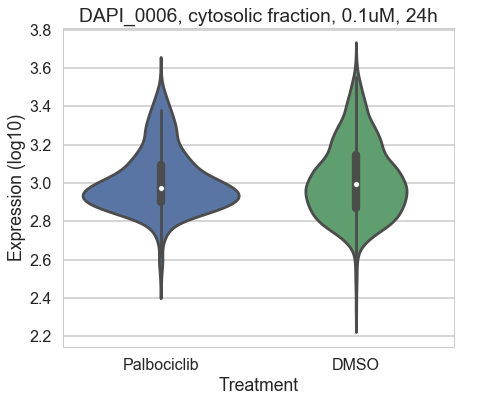 DAPI_0006, cytosolic fraction, 0.1uM, 24h
3.8
3.6
3.4
3.2
3.0
2.8
2.6
2.4
2.2
Expression (log10)
Palbociclib DMSO
Treatment